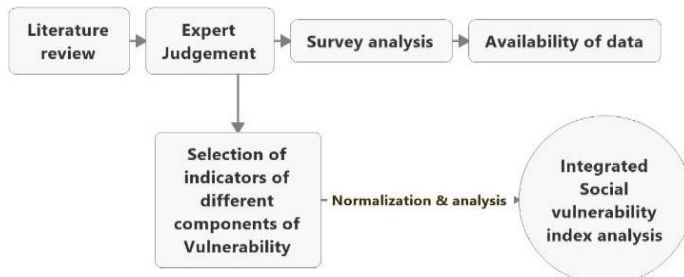 Literature
review
Expert
Judgement
Survey analysis
Availability of data
Selection of
indicators of
different
components of
Vulnerability
Normalization & analysis
Integrated
Social
vulnerability
index analysis